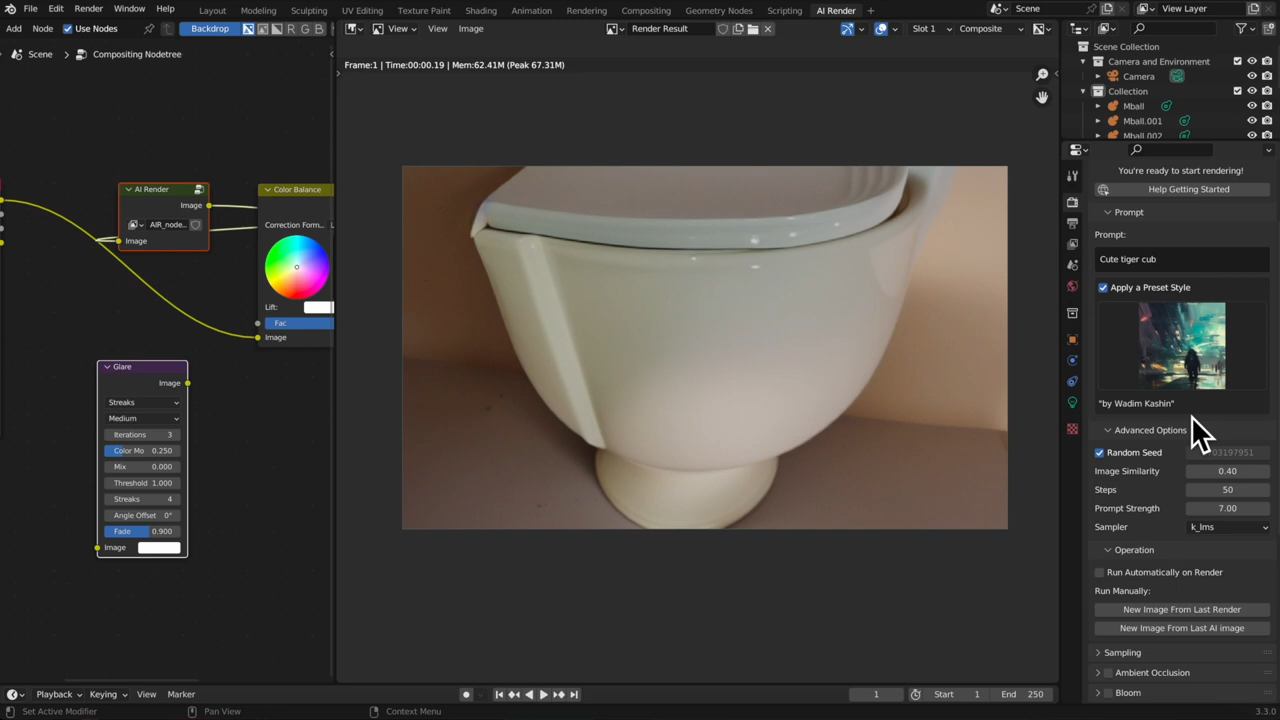 File Edit Render Window Help Layout Modeling Sculpting UV Editing Texture Paint Shading Animation Rendering Compositing Geometry Nodes Scripting AI Render Scene View Layer
Add Node Use Nodes Backdrop R G B View View Image Render Result Slot 1 Composite
Scene Compositing Nodetree
Frame:1 | Time:00:00.19 | Mem:62.41M (Peak 67.31M)
Scene Collection
Camera and Environment
Camera
Collection
Mball
Mball.001
Mball.002
AI Render
Image
AIR_node..
Image
Color Balance
Correction Form..
Lift:
Fac
Image
Glare
Image
Streaks
Medium
Iterations 3
Color Mo 0.250
Mix 0.000
Threshold 1.000
Streaks 4
Angle Offset 0°
Fade 0.900
Image
You're ready to start rendering!
Help Getting Started
Prompt
Prompt:
Cute tiger cub
Apply a Preset Style
"by Wadim Kashin"
Advanced Options
Random Seed
Image Similarity 0.40
Steps 50
Prompt Strength 7.00
Sampler k_lms
Operation
Run Automatically on Render
Run Manually:
New Image From Last Render
New Image From Last AI image
Sampling
Ambient Occlusion
Bloom
Playback Keying View Marker 1 Start 1 End 250
Set Active Modifier Pan View Context Menu 3.3.0